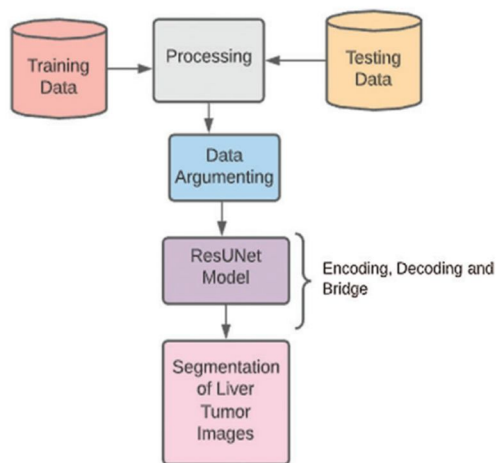 Training
Data
Processing
Testing
Data
Data
Argumenting
ResUNet
Model
Encoding, Decoding and
Bridge
Segmentation
of Liver
Tumor
Images